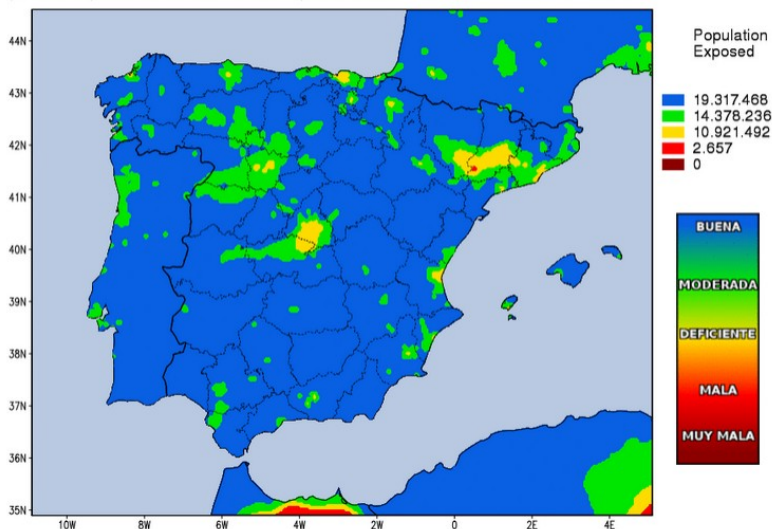 Population
Exposed
19.317.468
14.378.236
10.921.492
2.657
0
BUENA
MODERADA
DEFICIENTE
MALA
MUY MALA
44N
43N
42N
41N
40N
39N
38N
37N
36N
35N
10W 8W 6W 4W 2W 0 2E 4E